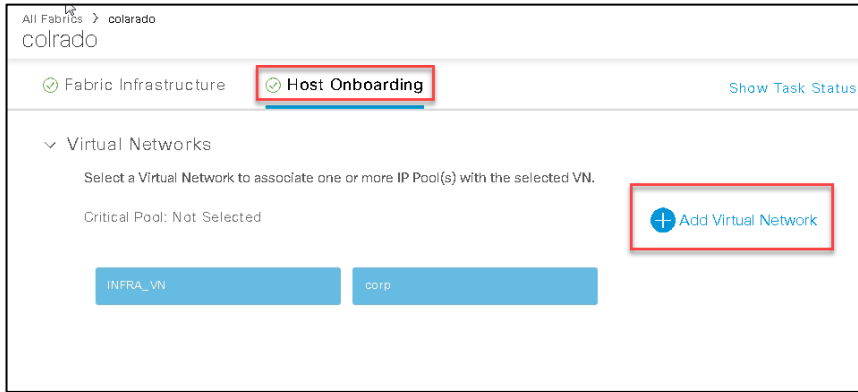 All Fabrics > colarado
colrado
Fabric Infrastructure Host Onboarding Show Task Status
Virtual Networks
Select a Virtual Network to associate one or more IP Pool(s) with the selected VN.
Critical Pool: Not Selected
Add Virtual Network
INFRA_VN corp